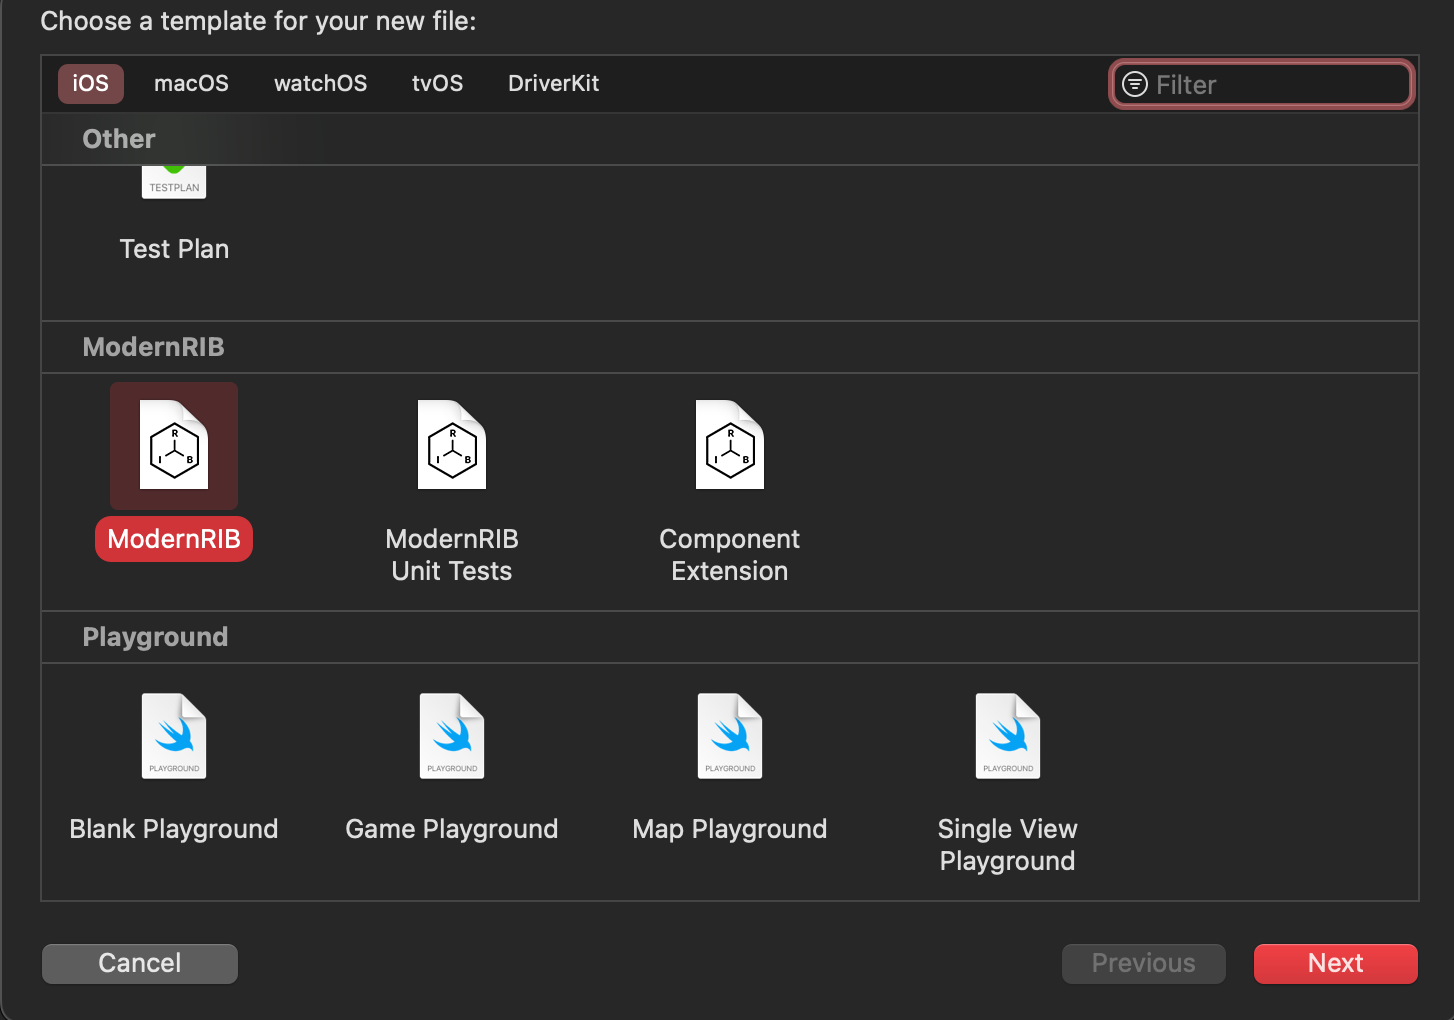 Choose a template for your new file:
iOS macOS watchOS tvOS DriverKit Filter
Other
TESTPLAN
Test Plan
ModernRIB
R I B R I B R I B
ModernRIB ModernRIB Component
Unit Tests Extension
Playground
PLAYGROUND PLAYGROUND PLAYGROUND PLAYGROUND
Blank Playground Game Playground Map Playground Single View
Playground
Cancel Previous Next